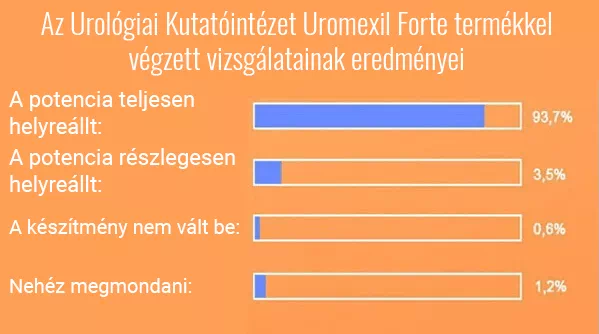 Az Urológiai Kutatóintézet Uromexil Forte termékkel
végzett vizsgálatainak eredményei
A potencia teljesen
helyreállt:
93,7%
A potencia részlegesen
helyreállt:
3,5%
A készítmény nem vált be:
0,6%
Nehéz megmondani:
1,2%